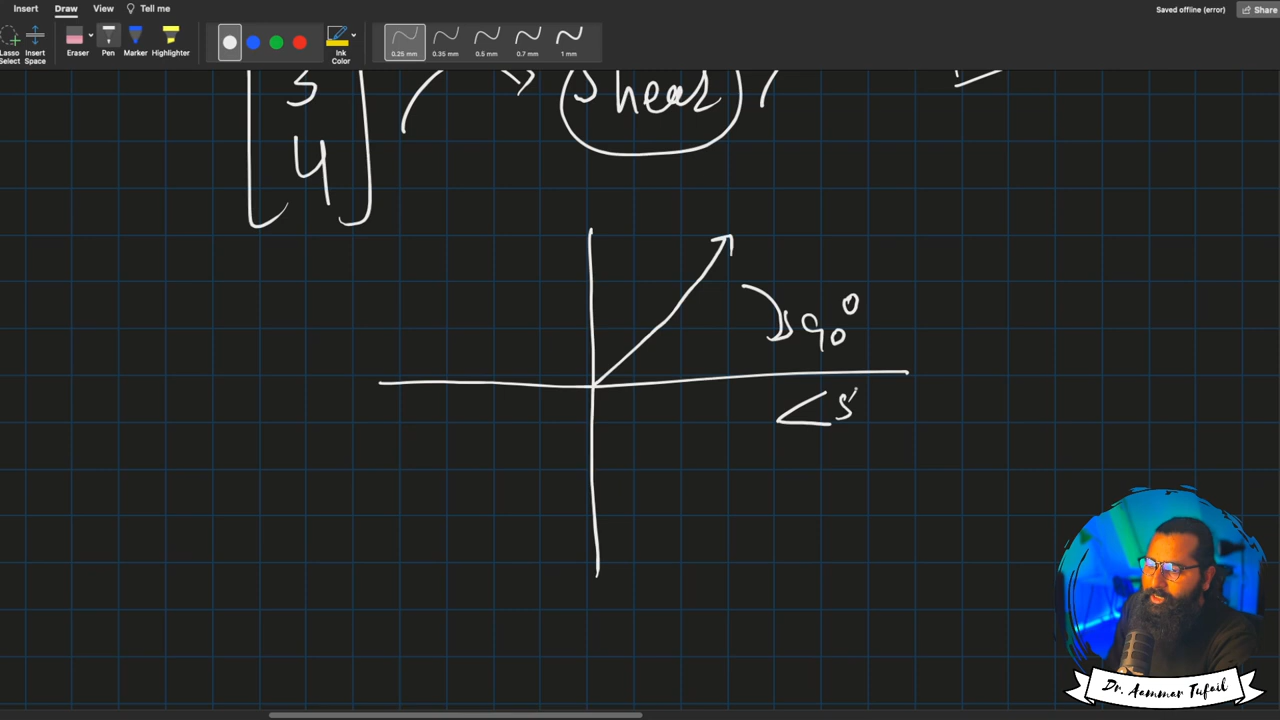 Insert Draw View Tell me
Saved offline (error) Share
Lasso Select Insert Space Eraser Pen Marker Highlighter Ink Color 0.25 mm 0.35 mm 0.5 mm 0.7 mm 1 mm
3
shear
4
90°
Dr. Aammar Tufail